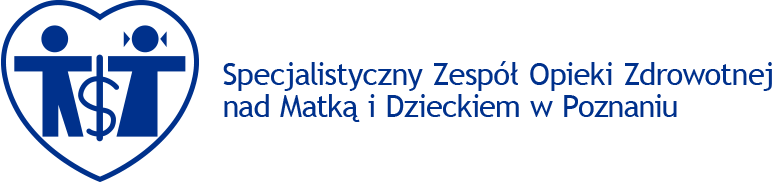 Specjalistyczny Zespół Opieki Zdrowotnej
nad Matką i Dzieckiem w Poznaniu